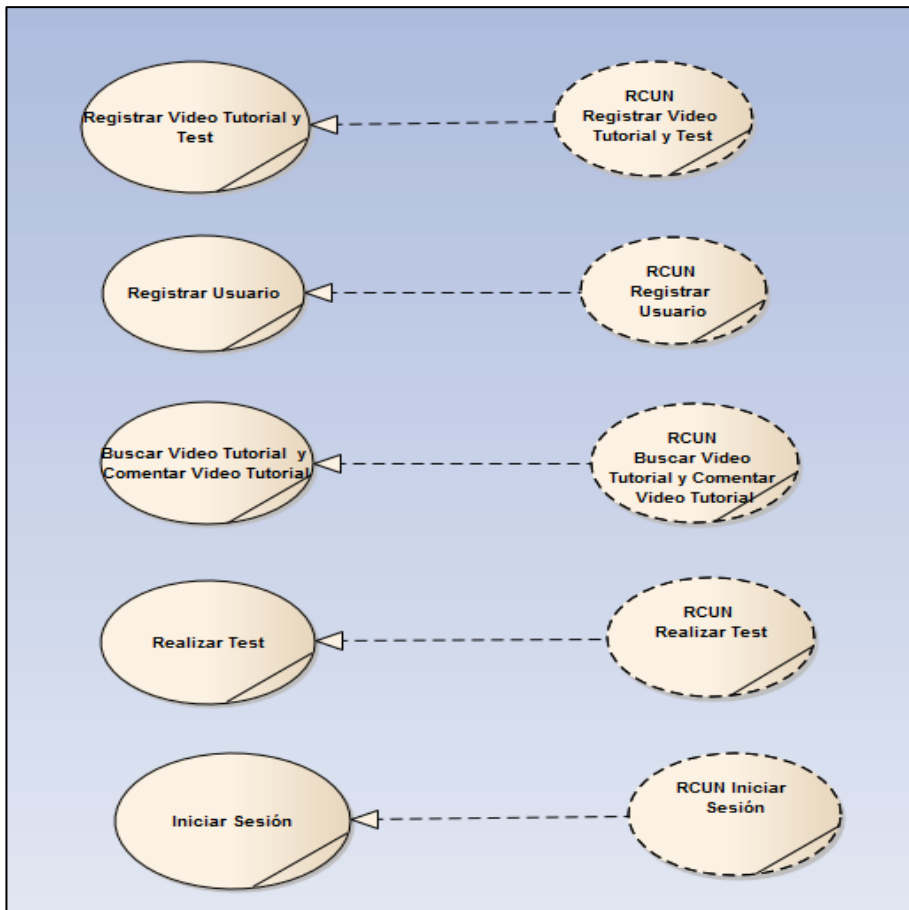 Registrar Video Tutorial y
Test
RCUN
Registrar Video
Tutorial y Test
Registrar Usuario
RCUN
Registrar
Usuario
Buscar Video Tutorial y
Comentar Video Tutorial
RCUN
Buscar Video
Tutorial y Comentar
Video Tutorial
Realizar Test
RCUN
Realizar Test
Iniciar Sesión
RCUN Iniciar
Sesión